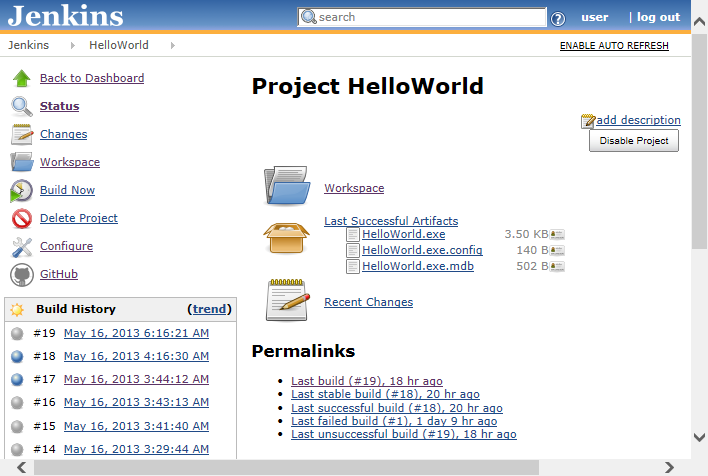 Jenkins
search
?
user | log out
Jenkins HelloWorld
ENABLE AUTO REFRESH
Back to Dashboard
Status
Changes
Workspace
Build Now
Delete Project
Configure
GitHub
Build History (trend)
#19 May 16, 2013 6:16:21 AM
#18 May 16, 2013 4:16:30 AM
#17 May 16, 2013 3:44:12 AM
#16 May 16, 2013 3:43:13 AM
#15 May 16, 2013 3:41:40 AM
#14 May 16, 2013 3:29:44 AM
Project HelloWorld
add description
Disable Project
Workspace
Last Successful Artifacts
HelloWorld.exe 3.50 KB
HelloWorld.exe.config 140 B
HelloWorld.exe.mdb 502 B
Recent Changes
Permalinks
Last build (#19), 18 hr ago
Last stable build (#18), 20 hr ago
Last successful build (#18), 20 hr ago
Last failed build (#1), 1 day 9 hr ago
Last unsuccessful build (#19), 18 hr ago